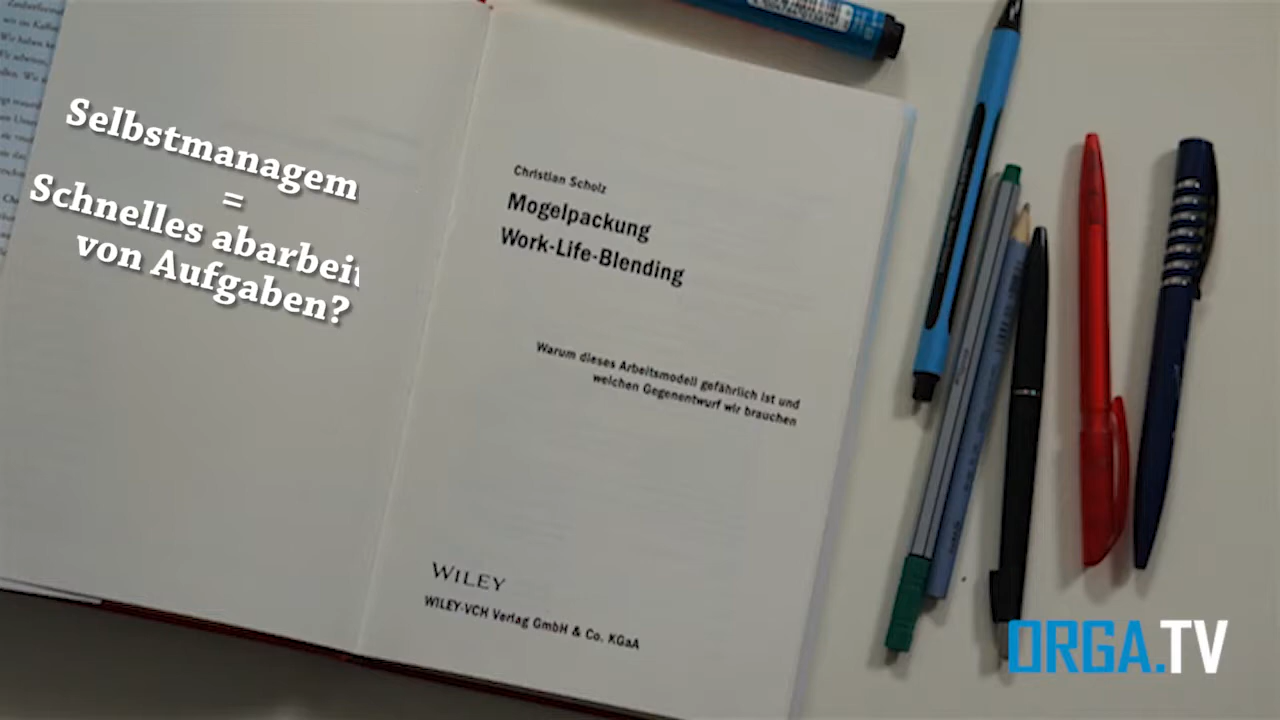 Selbstmanagem
=
Schnelles abarbeit
von Aufgaben?
Christian Scholz
Mogelpackung
Work-Life-Blending
Warum dieses Arbeitsmodell gefährlich ist und
welchen Gegenentwurf wir brauchen
WILEY
WILEY-VCH Verlag GmbH & Co. KGaA
ORGA.TV